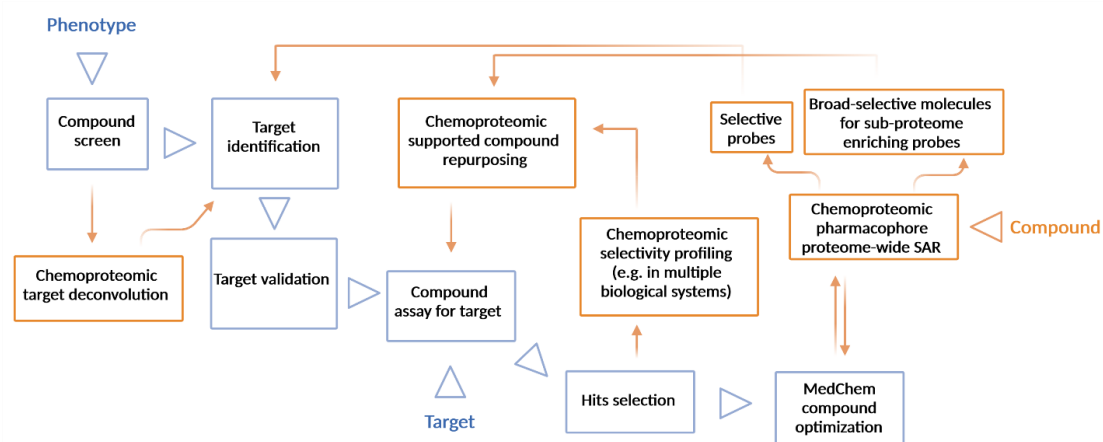 Phenotype
Compound
screen
Target
identification
Chemoproteomic
supported compound
repurposing
Selective
probes
Broad-selective molecules
for sub-proteome
enriching probes
Chemoproteomic
target deconvolution
Target validation
Compound
assay for target
Chemoproteomic
selectivity profiling
(e.g. in multiple
biological systems)
Chemoproteomic
pharmacophore
proteome-wide SAR
Compound
Target
Hits selection
MedChem
compound
optimization